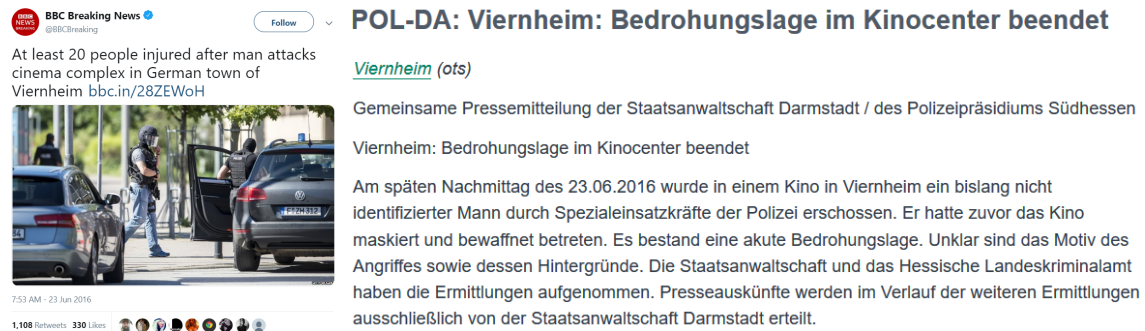 BBC Breaking News
@BBCBreaking
Follow
At least 20 people injured after man attacks
cinema complex in German town of
Viernheim bbc.in/28ZEWoH
F ZH 312
7:53 AM - 23 Jun 2016
1,108 Retweets 330 Likes
POL-DA: Viernheim: Bedrohungslage im Kinocenter beendet
Viernheim (ots)
Gemeinsame Pressemitteilung der Staatsanwaltschaft Darmstadt / des Polizeipräsidiums Südhessen
Viernheim: Bedrohungslage im Kinocenter beendet
Am späten Nachmittag des 23.06.2016 wurde in einem Kino in Viernheim ein bislang nicht
identifizierter Mann durch Spezialeinsatzkräfte der Polizei erschossen. Er hatte zuvor das Kino
maskiert und bewaffnet betreten. Es bestand eine akute Bedrohungslage. Unklar sind das Motiv des
Angriffes sowie dessen Hintergründe. Die Staatsanwaltschaft und das Hessische Landeskriminalamt
haben die Ermittlungen aufgenommen. Presseauskünfte werden im Verlauf der weiteren Ermittlungen
ausschließlich von der Staatsanwaltschaft Darmstadt erteilt.